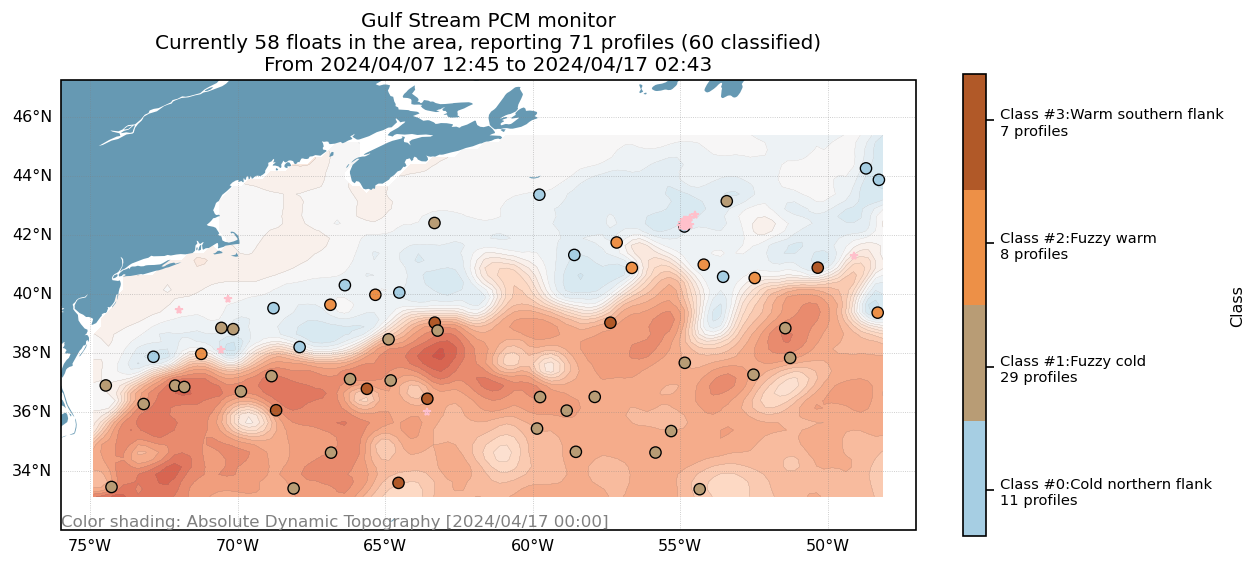 Gulf Stream PCM monitor
Currently 58 floats in the area, reporting 71 profiles (60 classified)
From 2024/04/07 12:45 to 2024/04/17 02:43
46°N
44°N
42°N
40°N
38°N
36°N
34°N
Color shading: Absolute Dynamic Topography [2024/04/17 00:00]
75°W
70°W
65°W
60°W
55°W
50°W
Class #3:Warm southern flank
7 profiles
Class #2:Fuzzy warm
8 profiles
Class #1:Fuzzy cold
29 profiles
Class #0:Cold northern flank
11 profiles
Class